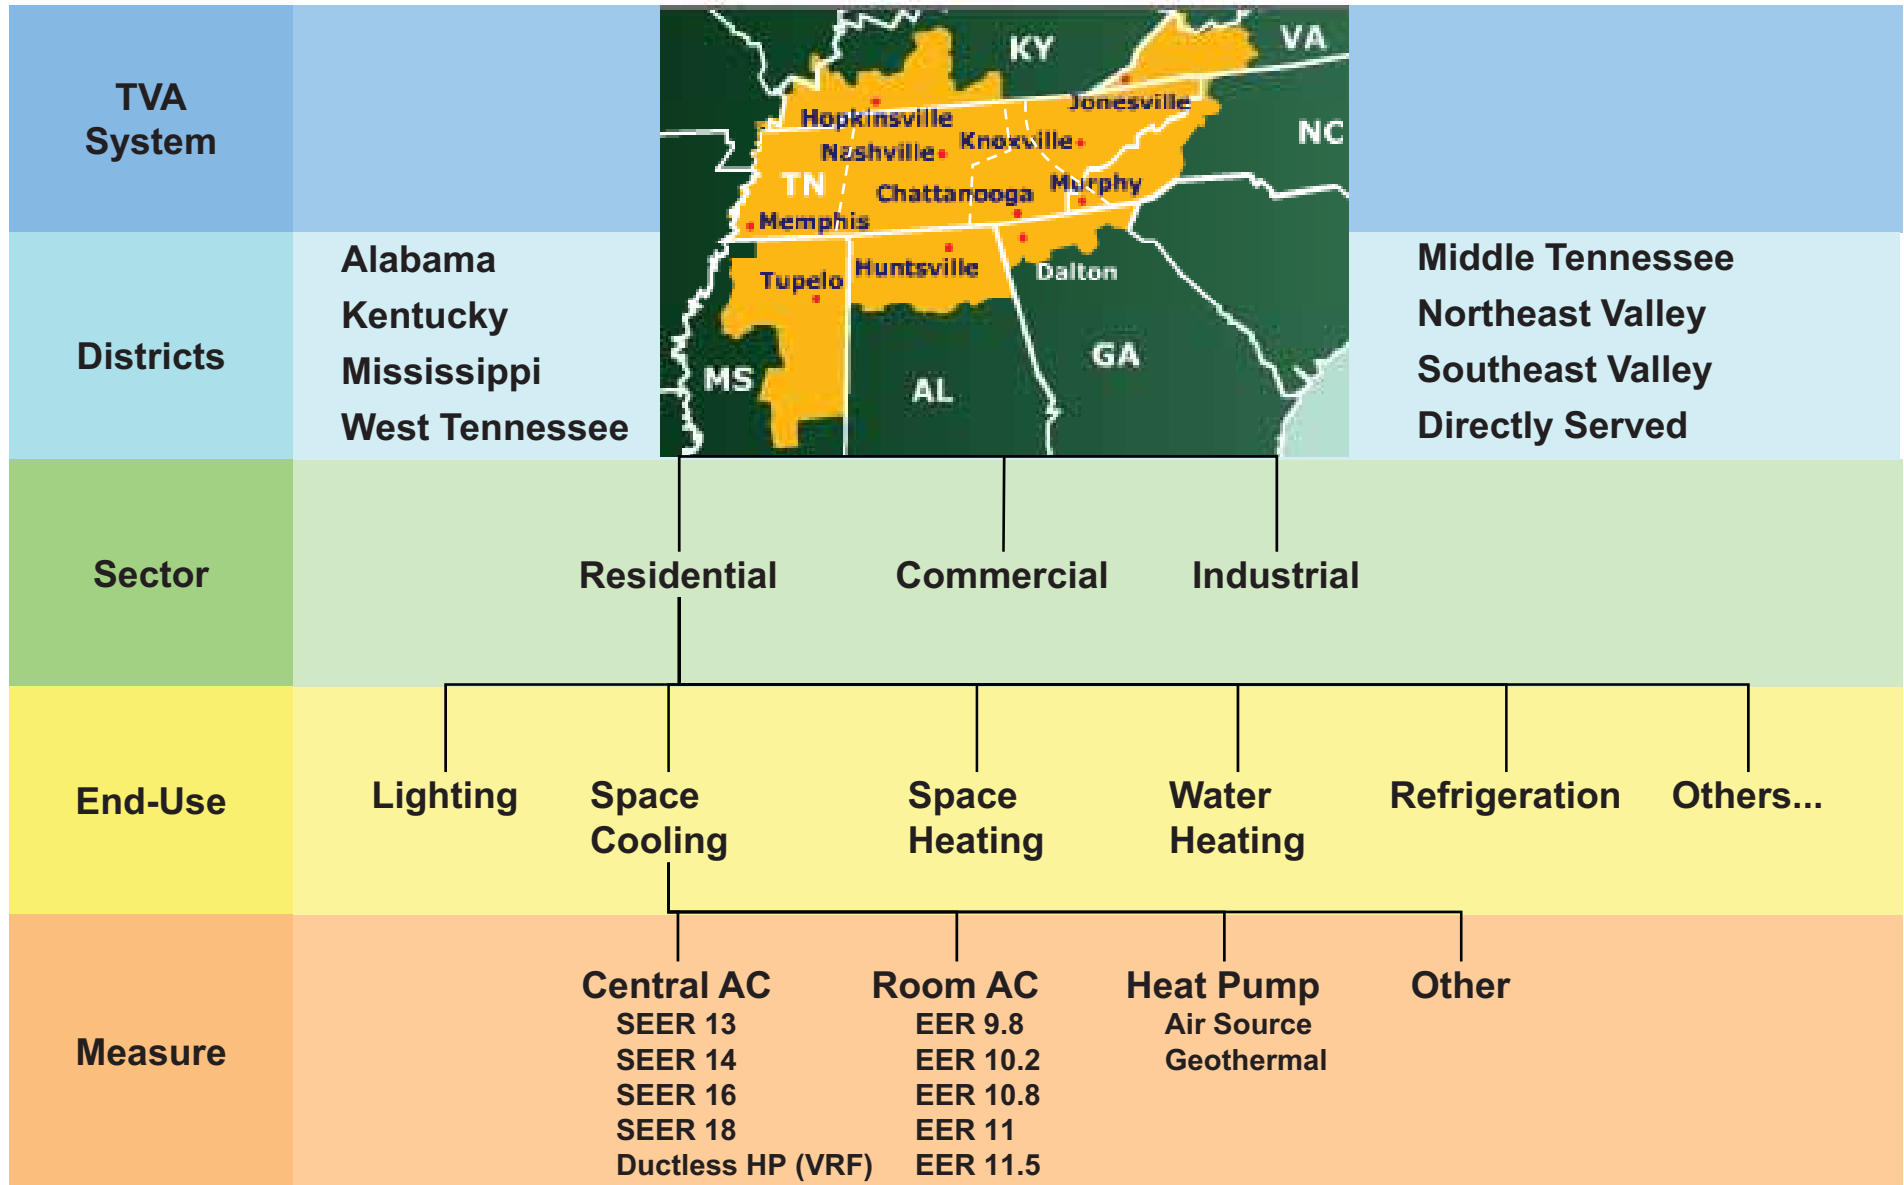 TVA
System
KY
VA
Jonesville
Hopkinsville
NC
Knoxville
Nashville
TN
Murphy
Chattanooga
Memphis
Districts
Alabama
Kentucky
Mississippi
West Tennessee
Huntsville
Dalton
Tupelo
GA
MS
AL
Middle Tennessee
Northeast Valley
Southeast Valley
Directly Served
Sector
Residential
Commercial
Industrial
End-Use
Lighting
Space
Cooling
Space
Heating
Water
Heating
Refrigeration
Others...
Measure
Central AC
SEER 13
SEER 14
SEER 16
SEER 18
Ductless HP (VRF)
Room AC
EER 9.8
EER 10.2
EER 10.8
EER 11
EER 11.5
Heat Pump
Air Source
Geothermal
Other